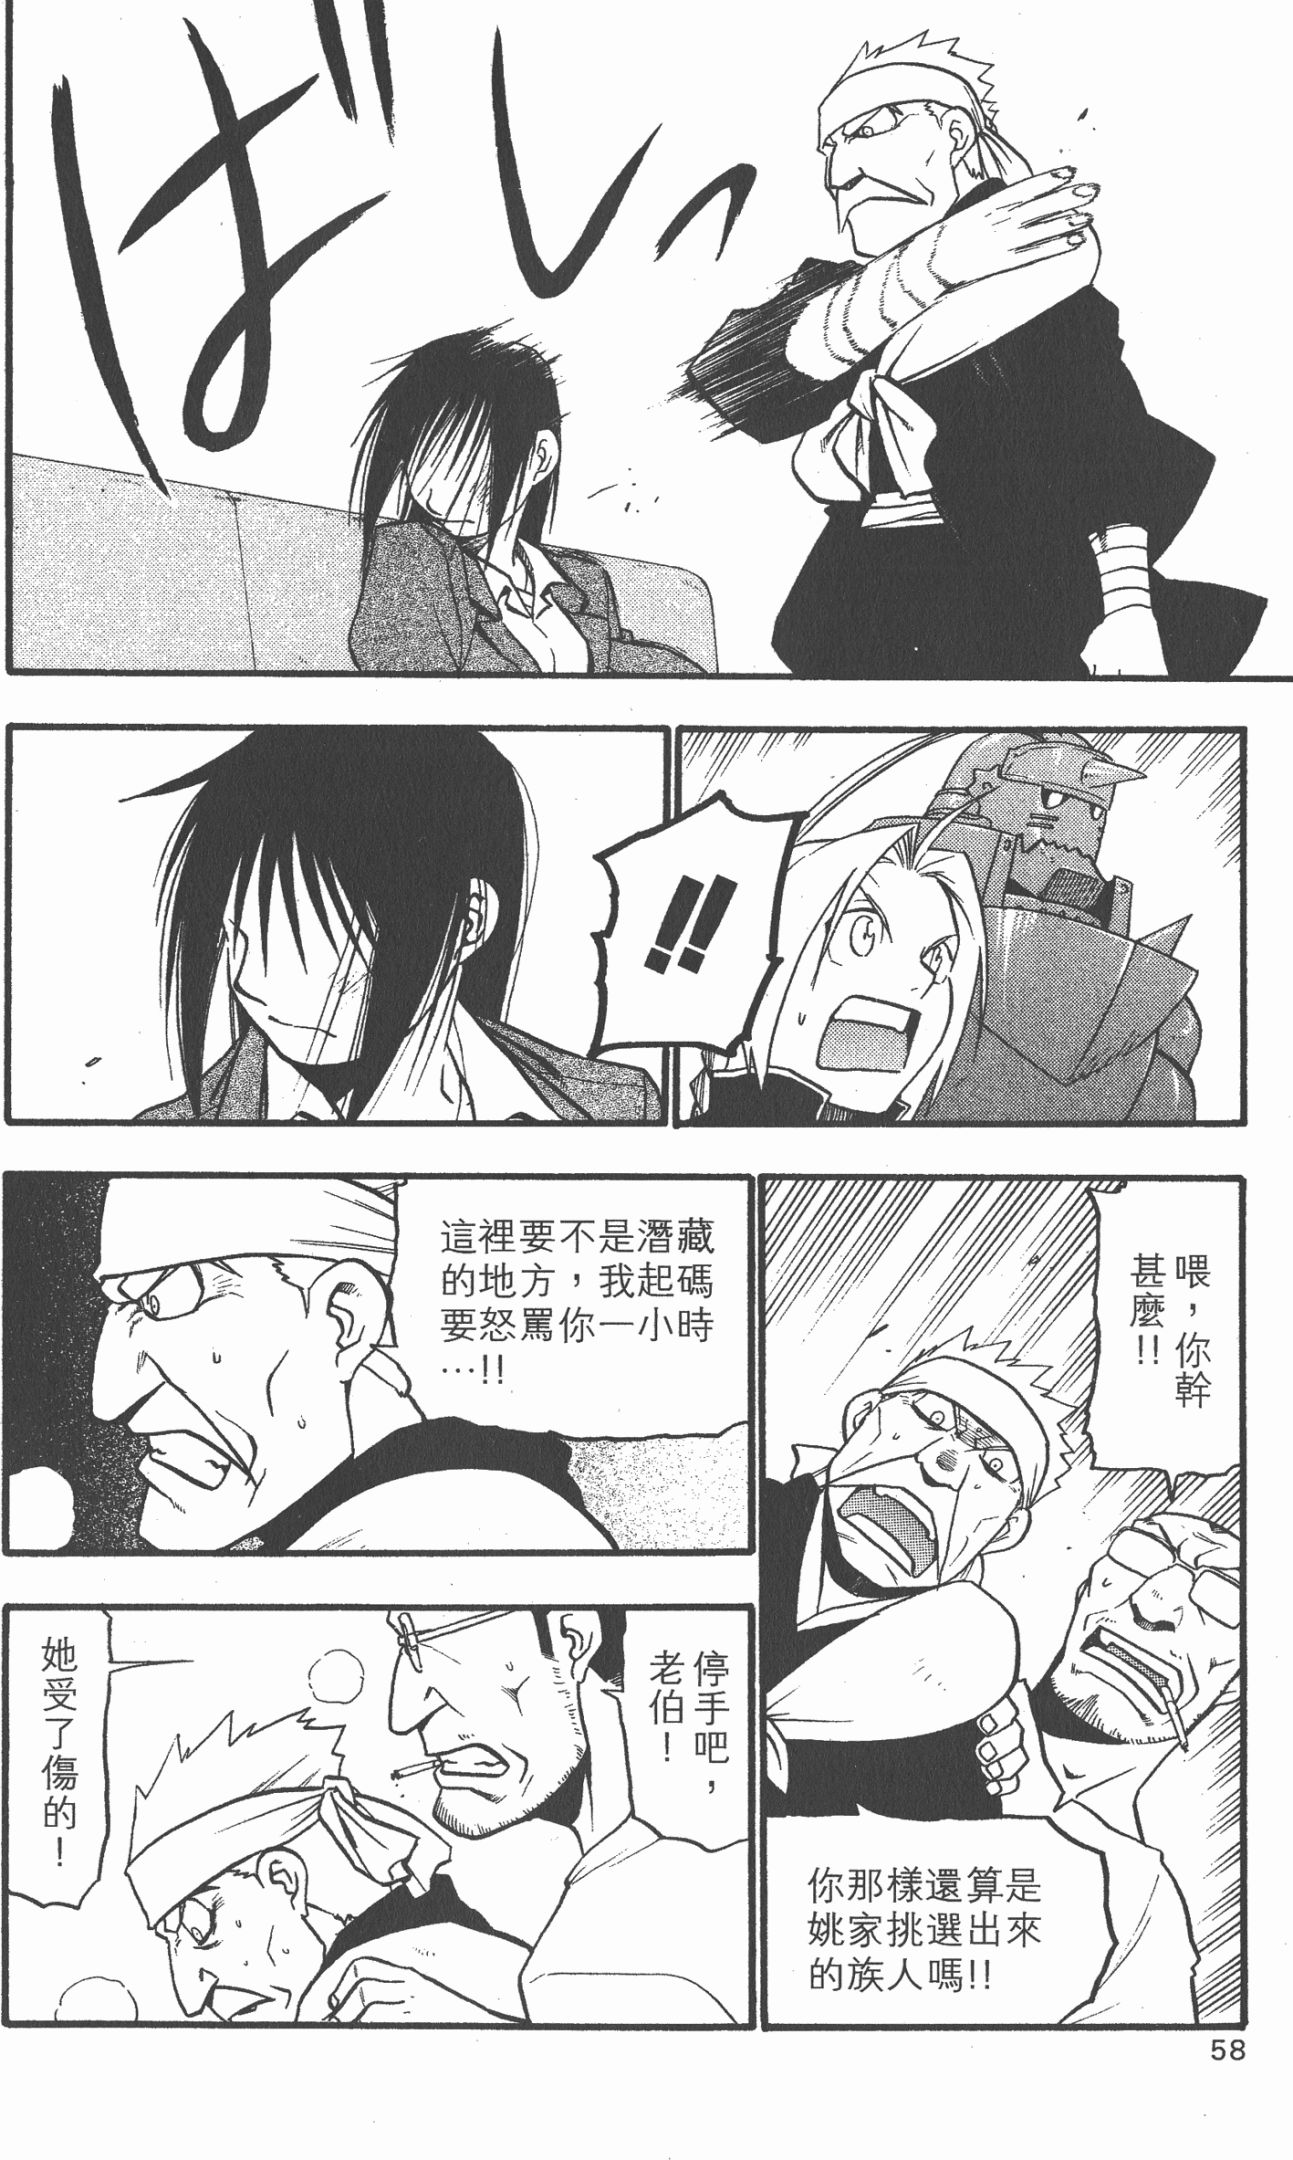 ばしっ
!!
喂，你幹
甚麼!!
你那樣還算是
姚家挑選出來
的族人嗎!!
這裡要不是潛藏
的地方，我起碼
要怒罵你一小時
…!!
停手吧，
老伯！
她受了傷的！
58